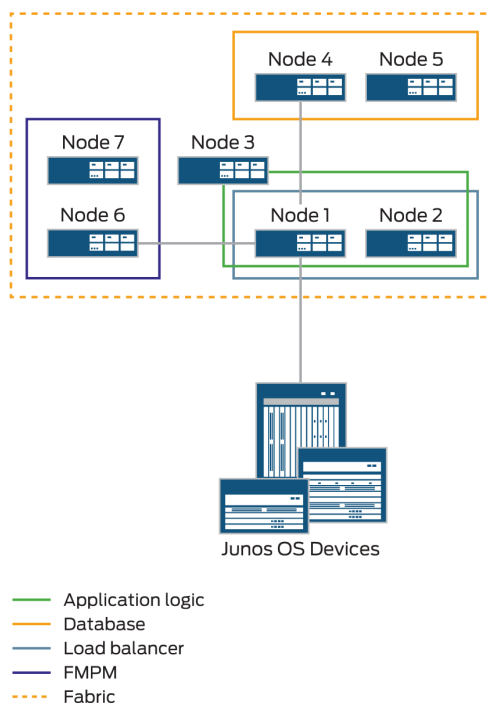 Node 4 Node 5
Node 7 Node 3
Node 6 Node 1 Node 2
Junos OS Devices
Application logic
Database
Load balancer
FMPM
Fabric